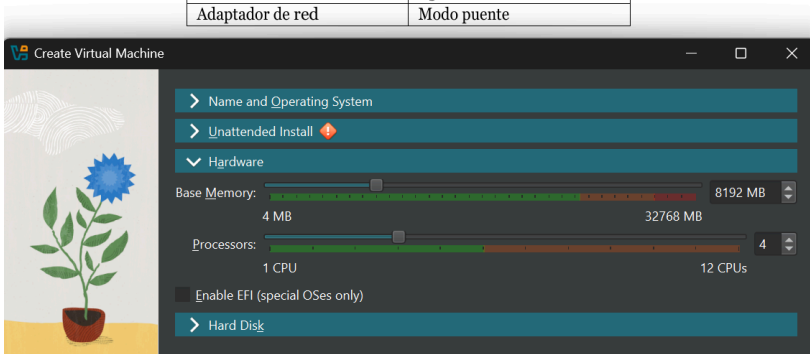 Adaptador de red Modo puente
Create Virtual Machine
Name and Operating System
Unattended Install
Hardware
Base Memory: 8192 MB
4 MB 32768 MB
Processors: 4
1 CPU 12 CPUs
Enable EFI (special OSes only)
Hard Disk